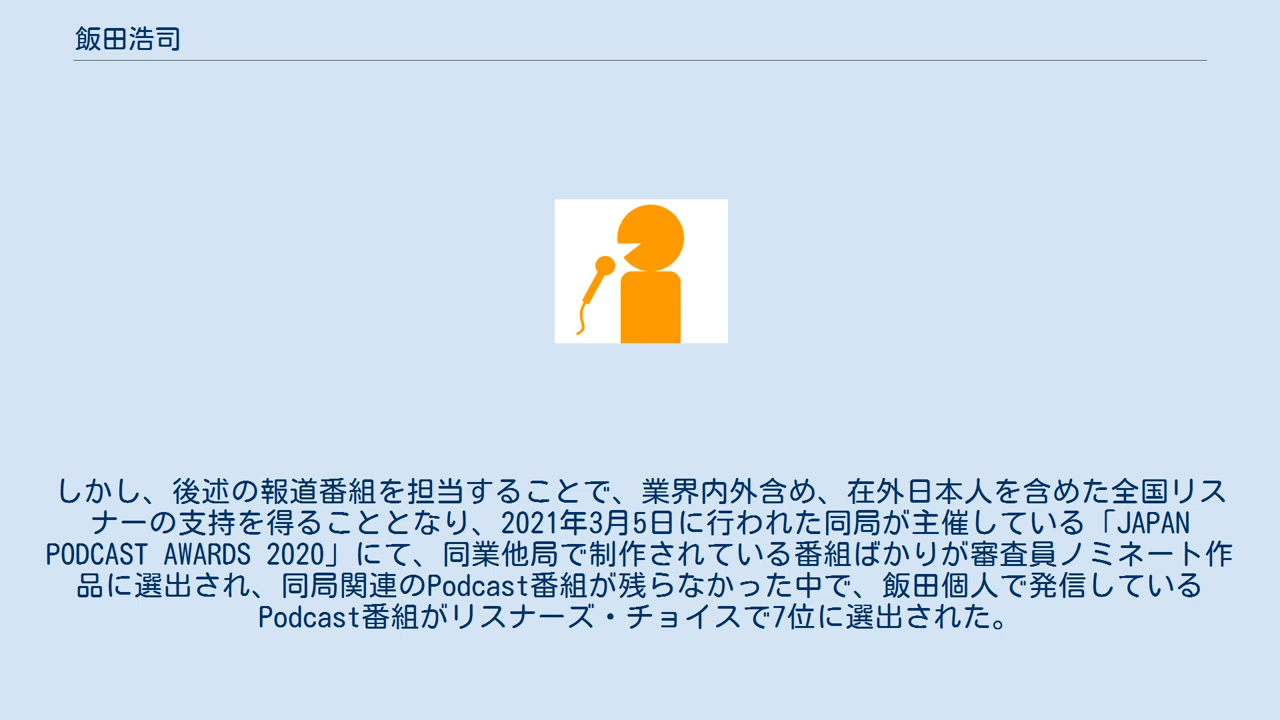 飯田浩司
しかし、後述の報道番組を担当することで、業界内外含め、在外日本人を含めた全国リス
ナーの支持を得ることとなり、2021年3月5日に行われた同局が主催している「JAPAN
PODCAST AWARDS 2020」にて、同業他局で制作されている番組ばかりが審査員ノミネート作
品に選出され、同局関連のPodcast番組が残らなかった中で、飯田個人で発信している
Podcast番組がリスナーズ・チョイスで7位に選出された。